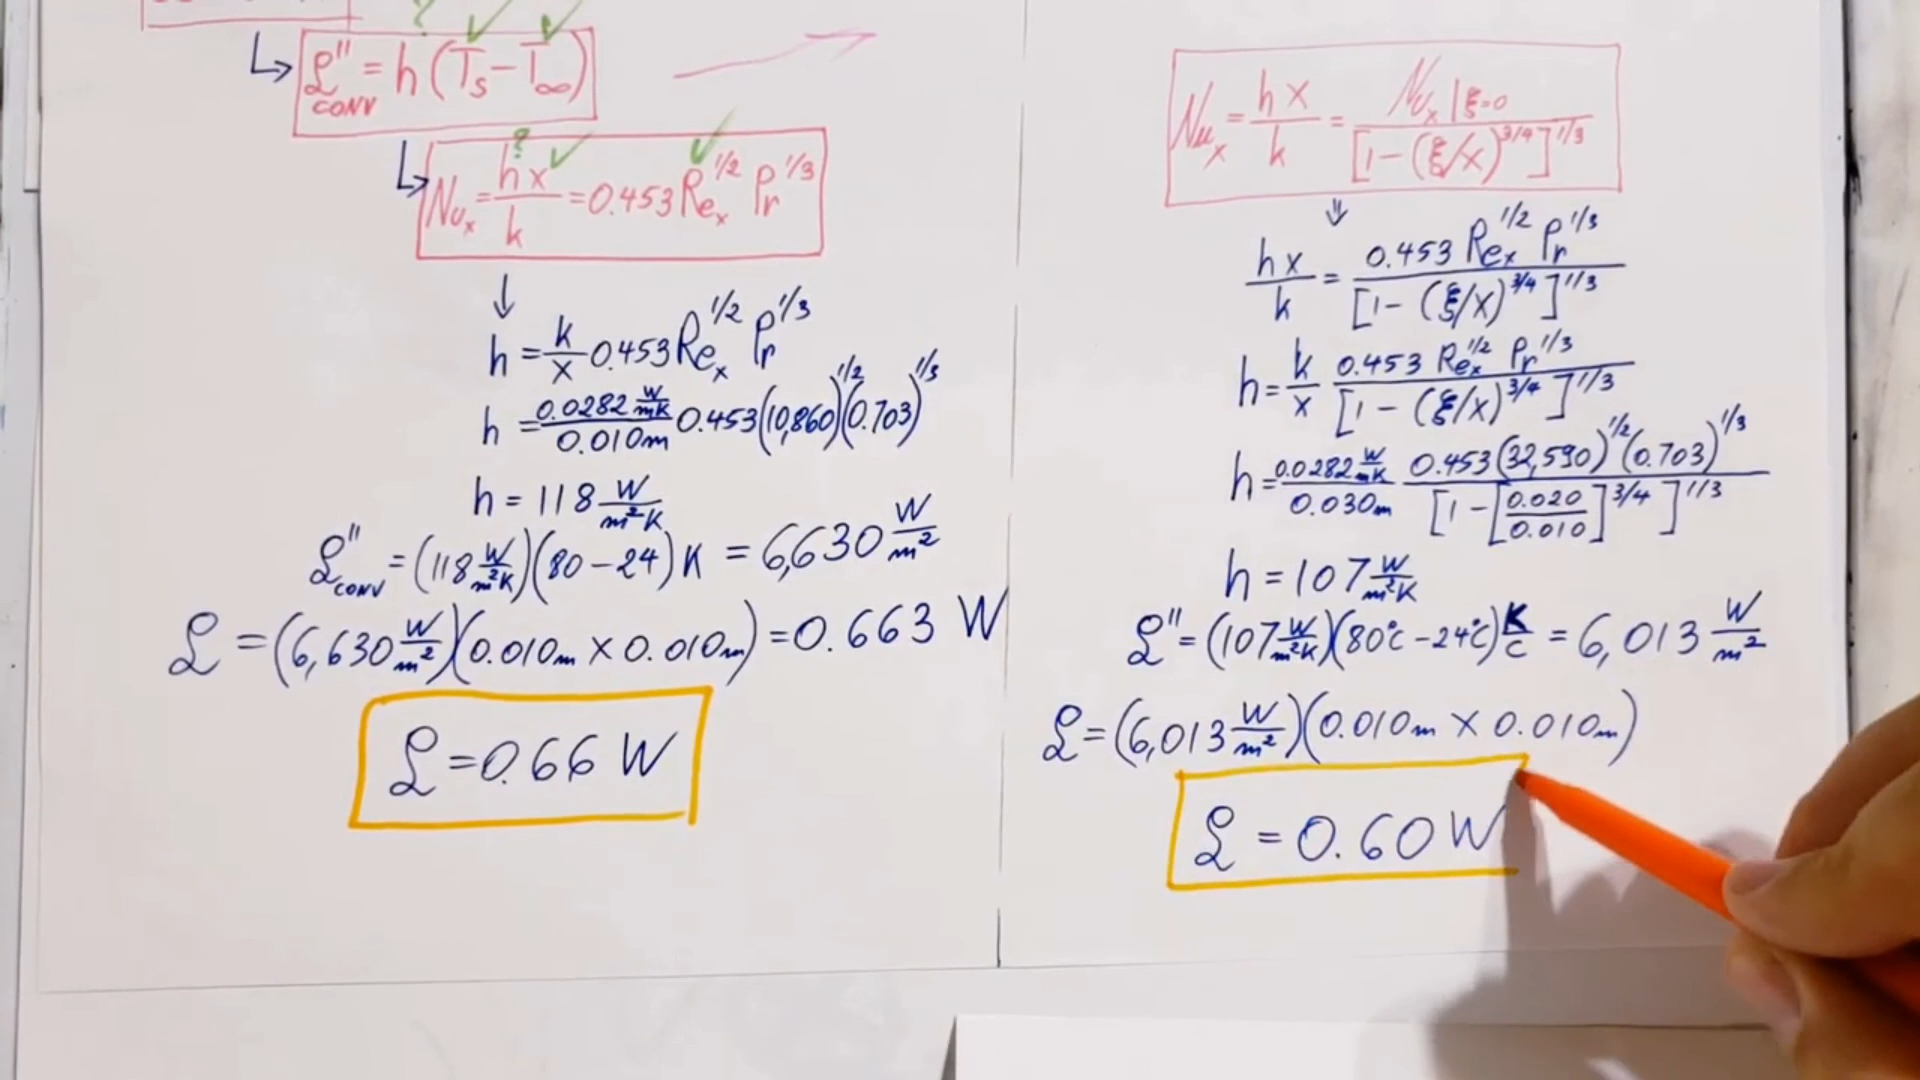 q''CONV = h (Ts − T∞)
? ✓ ✓
Nux = hx/k = 0.453 Rex^1/2 Pr^1/3
? ✓ ✓
↓
h = k/x 0.453 Rex^1/2 Pr^1/3
h = 0.0282 W/mK / 0.010m 0.453(10,860)^1/2 (0.703)^1/3
h = 118 W/m²K
q''CONV = (118 W/m²K)(80−24)K = 6,630 W/m²
q = (6,630 W/m²)(0.010m × 0.010m) = 0.663 W
q = 0.66 W
Nux = hx/k = Nux|ξ=0 / [1−(ξ/x)^3/4]^1/3
↓
hx/k = 0.453 Rex^1/2 Pr^1/3 / [1−(ξ/x)^3/4]^1/3
h = k/x 0.453 Rex^1/2 Pr^1/3 / [1−(ξ/x)^3/4]^1/3
h = 0.0282 W/mK / 0.030m 0.453(32,590)^1/2 (0.703)^1/3 / [1−[0.020/0.010]^3/4]^1/3
h = 107 W/m²K
q'' = (107 W/m²K)(80°C−24°C) K/C = 6,013 W/m²
q = (6,013 W/m²)(0.010m × 0.010m)
q = 0.60 W